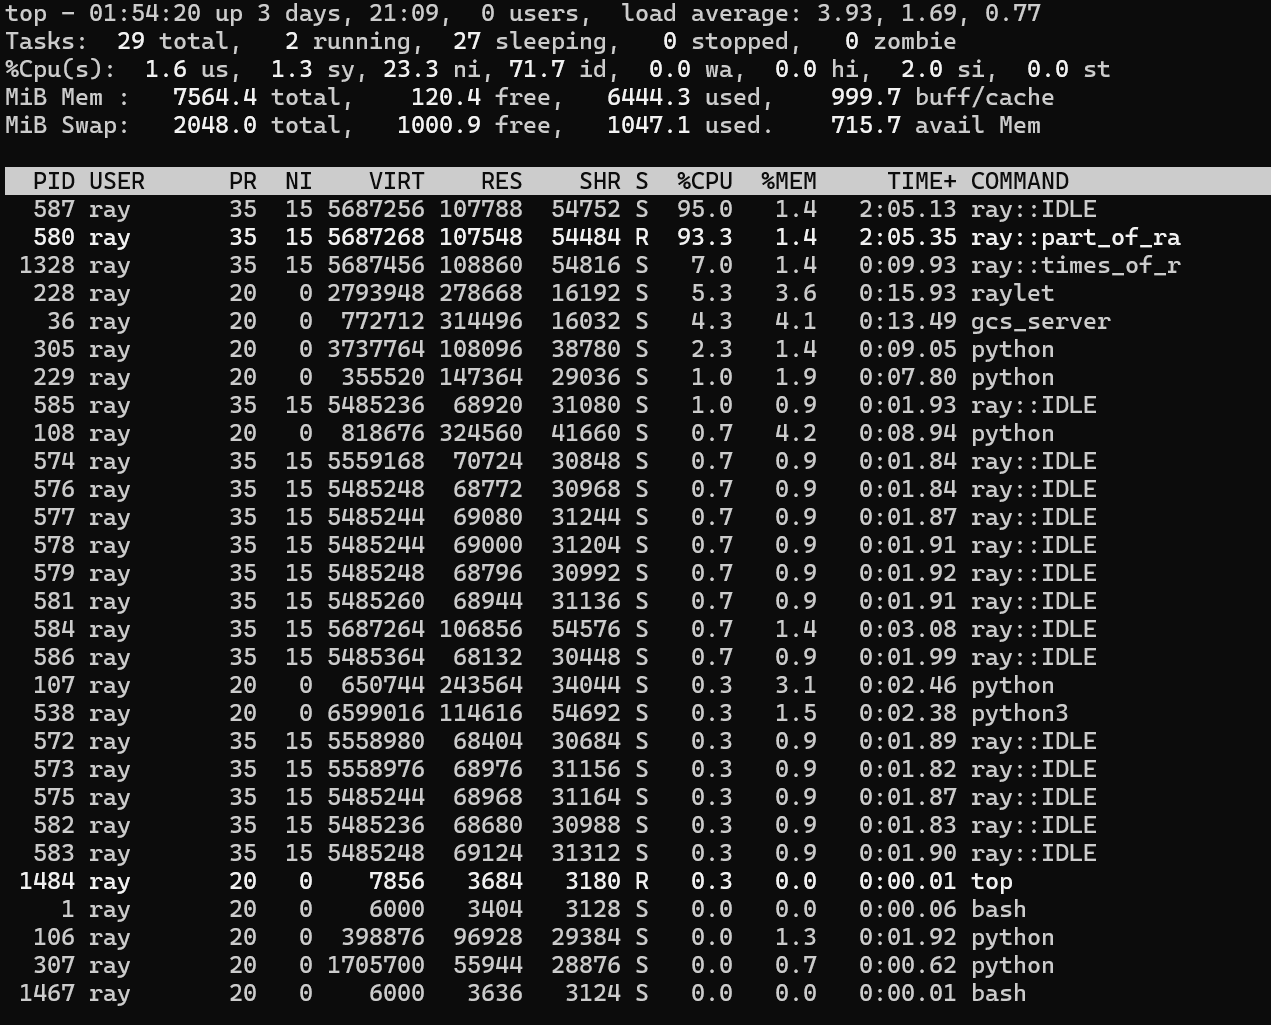 top - 01:54:20 up 3 days, 21:09,  0 users,  load average: 3.93, 1.69, 0.77
Tasks:  29 total,   2 running,  27 sleeping,   0 stopped,   0 zombie
%Cpu(s):  1.6 us,  1.3 sy, 23.3 ni, 71.7 id,  0.0 wa,  0.0 hi,  2.0 si,  0.0 st
MiB Mem :   7564.4 total,    120.4 free,   6444.3 used,    999.7 buff/cache
MiB Swap:   2048.0 total,   1000.9 free,   1047.1 used.    715.7 avail Mem
  PID USER      PR  NI    VIRT    RES    SHR S  %CPU  %MEM     TIME+ COMMAND
  587 ray       35  15 5687256 107788  54752 S  95.0   1.4   2:05.13 ray::IDLE
  580 ray       35  15 5687268 107548  54484 R  93.3   1.4   2:05.35 ray::part_of_ra
 1328 ray       35  15 5687456 108860  54816 S   7.0   1.4   0:09.93 ray::times_of_r
  228 ray       20   0 2793948 278668  16192 S   5.3   3.6   0:15.93 raylet
   36 ray       20   0  772712 314496  16032 S   4.3   4.1   0:13.49 gcs_server
  305 ray       20   0 3737764 108096  38780 S   2.3   1.4   0:09.05 python
  229 ray       20   0  355520 147364  29036 S   1.0   1.9   0:07.80 python
  585 ray       35  15 5485236  68920  31080 S   1.0   0.9   0:01.93 ray::IDLE
  108 ray       20   0  818676 324560  41660 S   0.7   4.2   0:08.94 python
  574 ray       35  15 5559168  70724  30848 S   0.7   0.9   0:01.84 ray::IDLE
  576 ray       35  15 5485248  68772  30968 S   0.7   0.9   0:01.84 ray::IDLE
  577 ray       35  15 5485244  69080  31244 S   0.7   0.9   0:01.87 ray::IDLE
  578 ray       35  15 5485244  69000  31204 S   0.7   0.9   0:01.91 ray::IDLE
  579 ray       35  15 5485248  68796  30992 S   0.7   0.9   0:01.92 ray::IDLE
  581 ray       35  15 5485260  68944  31136 S   0.7   0.9   0:01.91 ray::IDLE
  584 ray       35  15 5687264 106856  54576 S   0.7   1.4   0:03.08 ray::IDLE
  586 ray       35  15 5485364  68132  30448 S   0.7   0.9   0:01.99 ray::IDLE
  107 ray       20   0  650744 243564  34044 S   0.3   3.1   0:02.46 python
  538 ray       20   0 6599016 114616  54692 S   0.3   1.5   0:02.38 python3
  572 ray       35  15 5558980  68404  30684 S   0.3   0.9   0:01.89 ray::IDLE
  573 ray       35  15 5558976  68976  31156 S   0.3   0.9   0:01.82 ray::IDLE
  575 ray       35  15 5485244  68968  31164 S   0.3   0.9   0:01.87 ray::IDLE
  582 ray       35  15 5485236  68680  30988 S   0.3   0.9   0:01.83 ray::IDLE
  583 ray       35  15 5485248  69124  31312 S   0.3   0.9   0:01.90 ray::IDLE
 1484 ray       20   0    7856   3684   3180 R   0.3   0.0   0:00.01 top
    1 ray       20   0    6000   3404   3128 S   0.0   0.0   0:00.06 bash
  106 ray       20   0  398876  96928  29384 S   0.0   1.3   0:01.92 python
  307 ray       20   0 1705700  55944  28876 S   0.0   0.7   0:00.62 python
 1467 ray       20   0    6000   3636   3124 S   0.0   0.0   0:00.01 bash